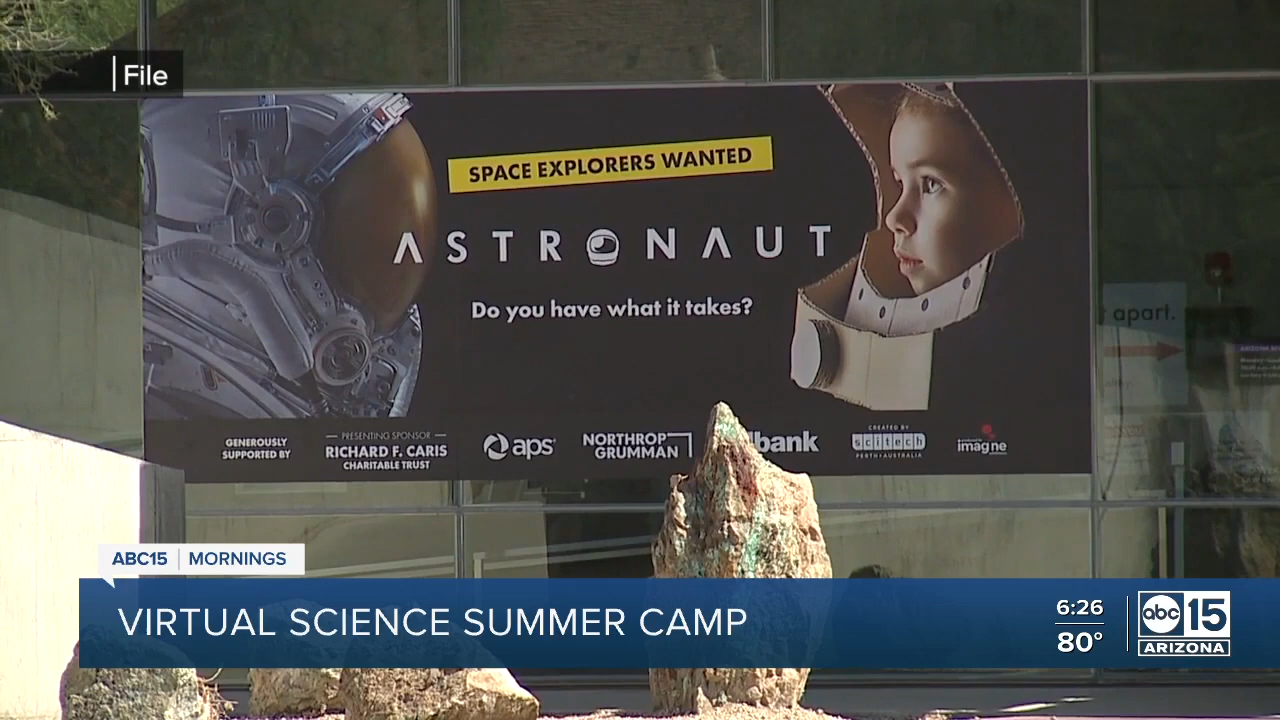 File
SPACE EXPLORERS WANTED
ASTRONAUT
Do you have what it takes?
GENEROUSLY
SUPPORTED BY
PRESENTING SPONSOR
RICHARD F. CARIS
CHARITABLE TRUST
aps
NORTHROP
GRUMMAN
bank
CREATED BY
scitech
PERTH AUSTRALIA
imagine
apart.
ABC15 MORNINGS
VIRTUAL SCIENCE SUMMER CAMP
6:26
80°
abc 15
ARIZONA